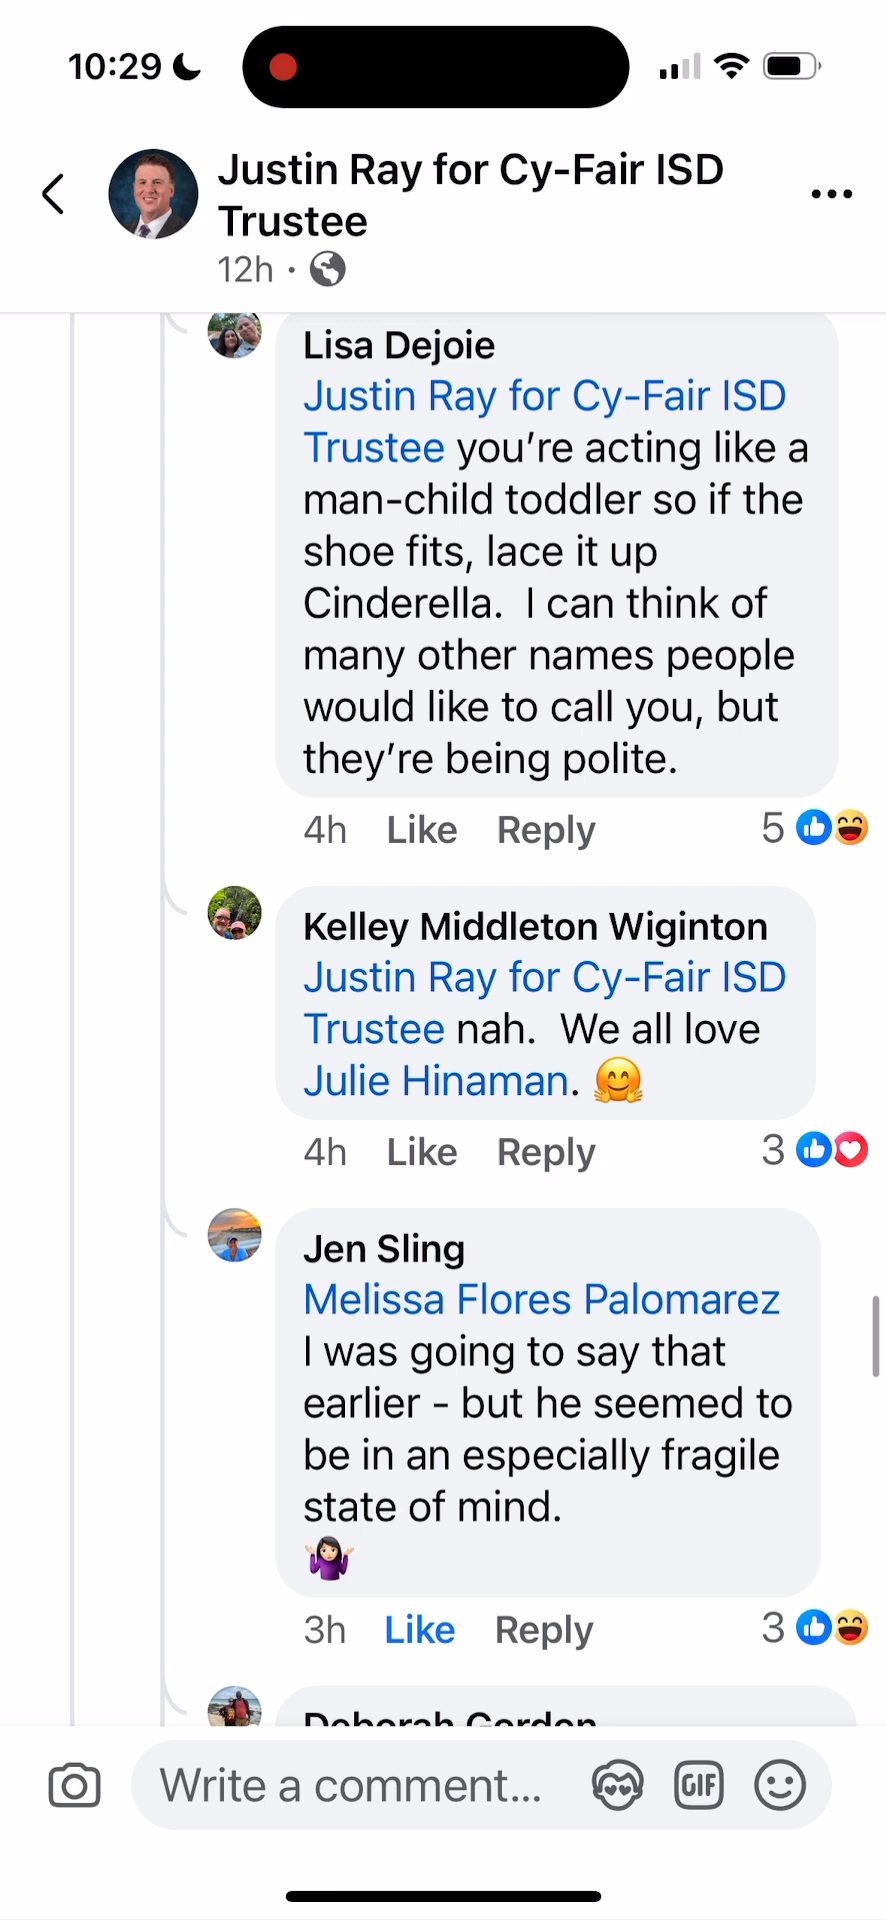 10:29
Justin Ray for Cy-Fair ISD
Trustee
12h ·
Lisa Dejoie
Justin Ray for Cy-Fair ISD
Trustee you’re acting like a
man-child toddler so if the
shoe fits, lace it up
Cinderella.  I can think of
many other names people
would like to call you, but
they’re being polite.
4h Like Reply 5
Kelley Middleton Wiginton
Justin Ray for Cy-Fair ISD
Trustee nah.  We all love
Julie Hinaman. 🤗
4h Like Reply 3
Jen Sling
Melissa Flores Palomarez
I was going to say that
earlier - but he seemed to
be in an especially fragile
state of mind.
🤷🏻‍♀️
3h Like Reply 3
Deborah Gordon
Write a comment...
GIF